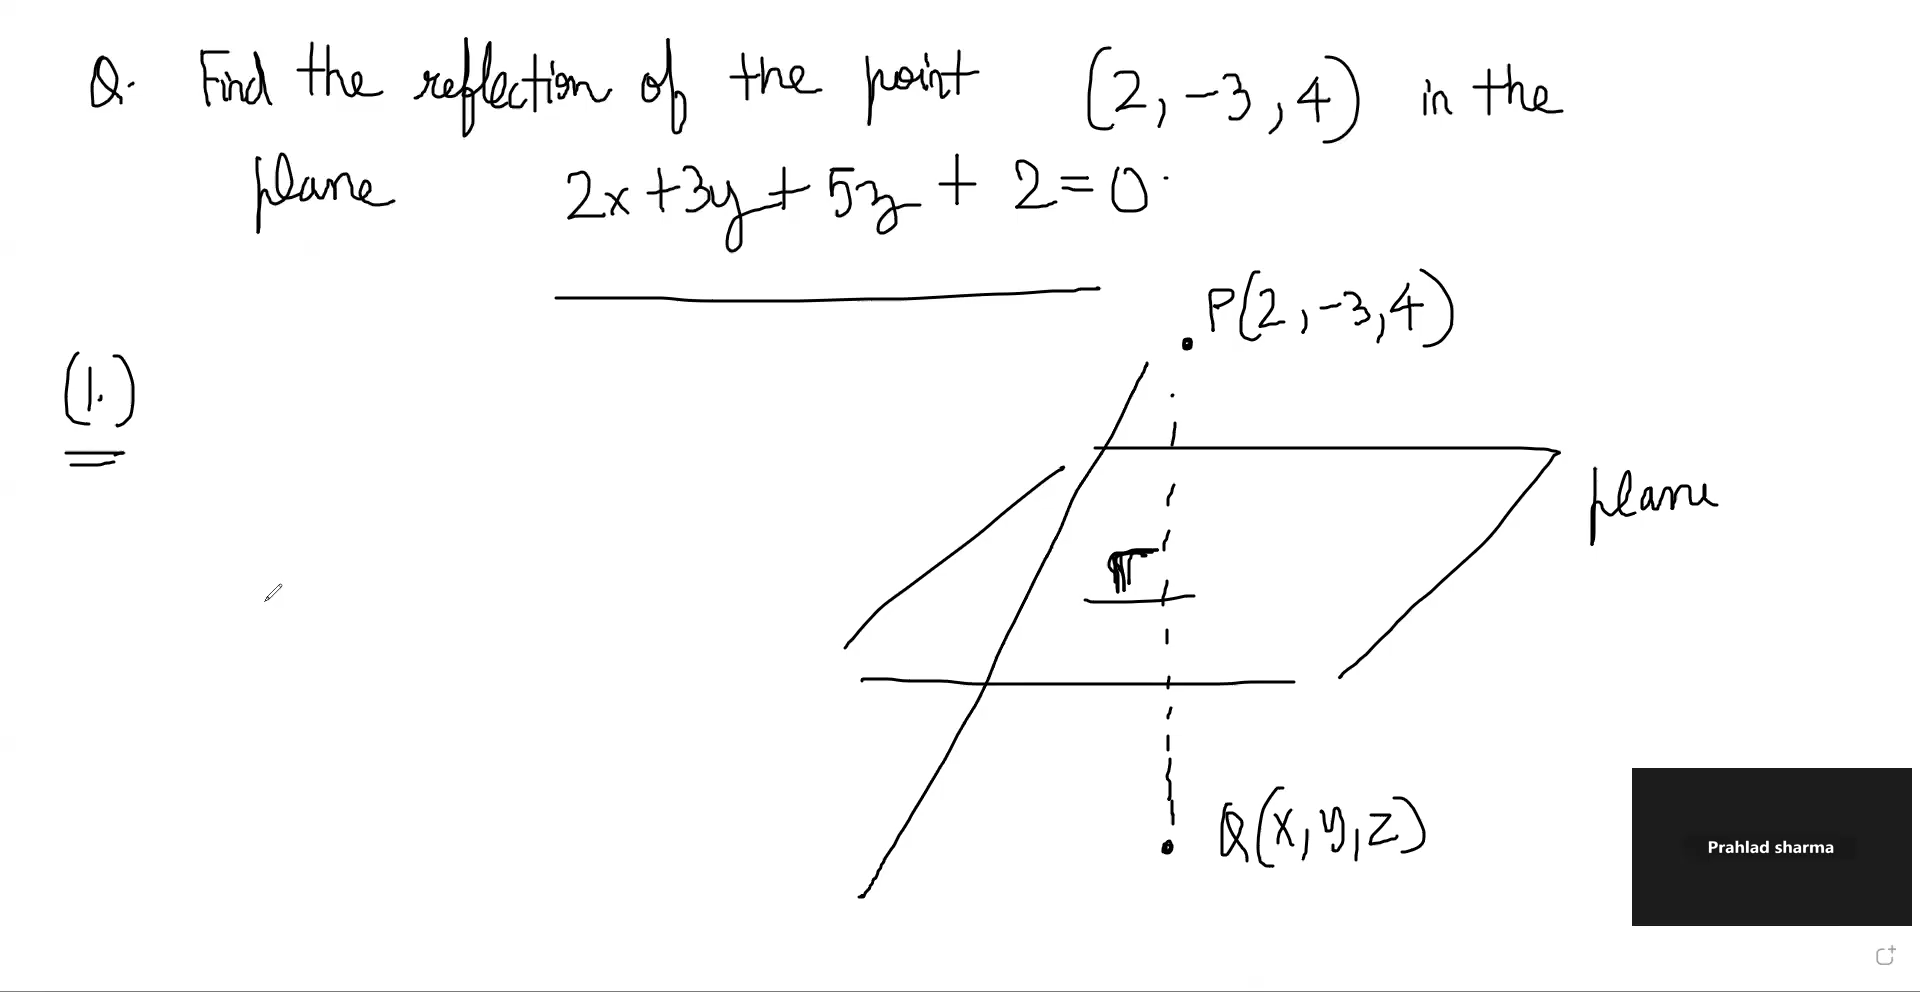 Q. Find the reflection of the point (2, -3, 4) in the
plane 2x + 3y + 5z + 2 = 0.
P(2, -3, 4)
(1.)
plane
π
Q(x, y, z)
Prahlad sharma